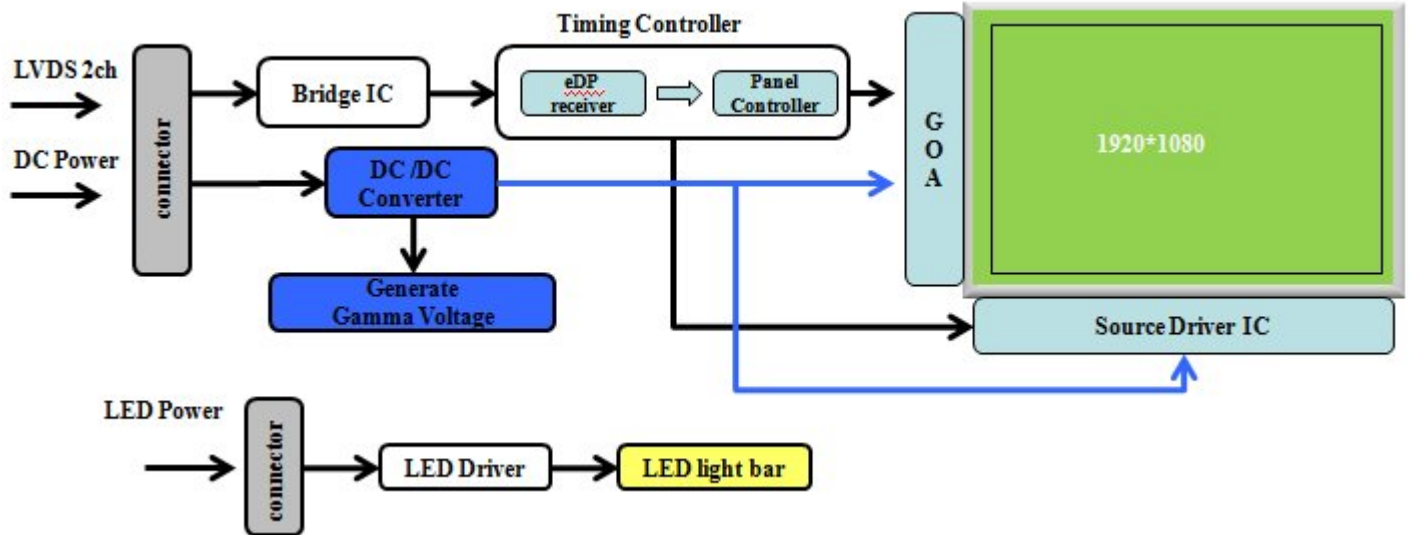 Timing Controller
LVDS 2ch
connector
Bridge IC
eDP
receiver
Panel
Controller
G
O
A
1920*1080
DC Power
DC /DC
Converter
Generate
Gamma Voltage
Source Driver IC
LED Power
connector
LED Driver
LED light bar